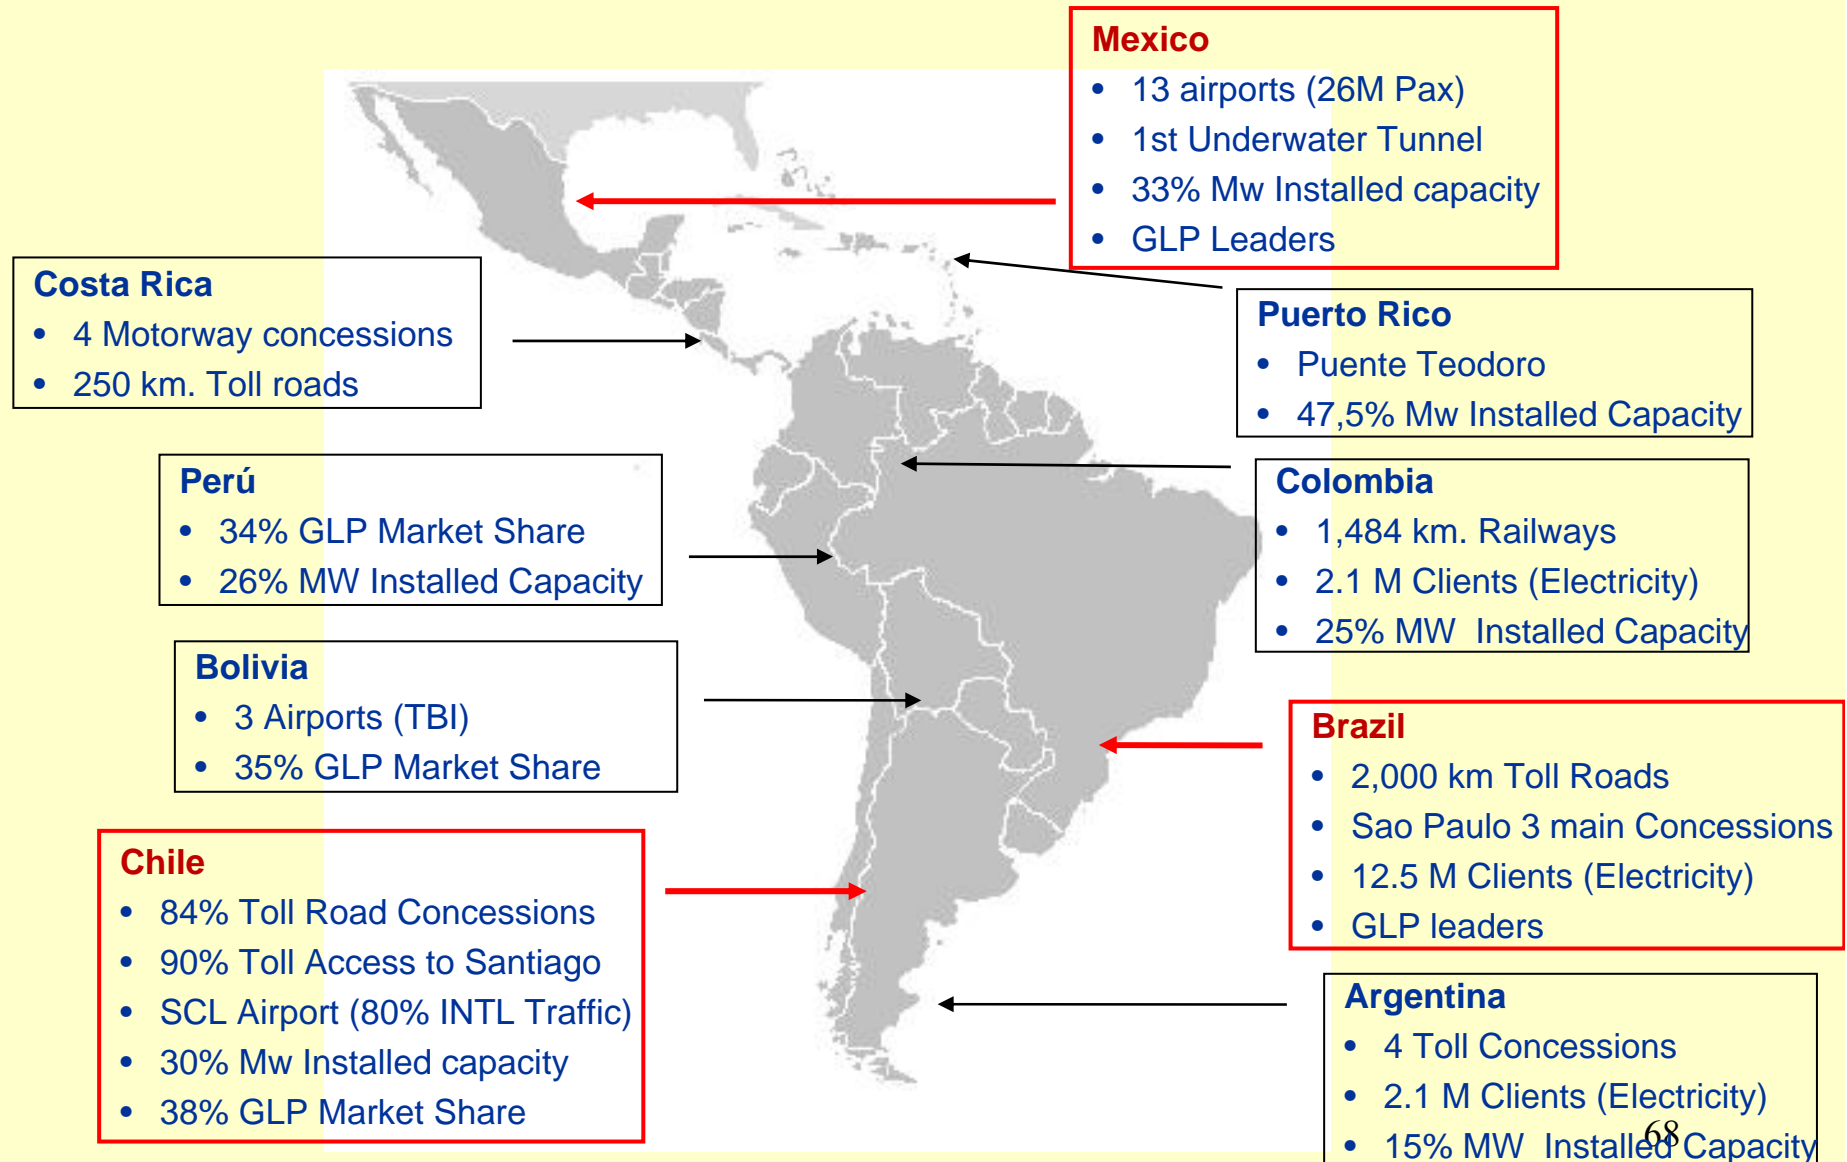 Mexico
• 13 airports (26M Pax)
• 1st Underwater Tunnel
• 33% Mw Installed capacity
• GLP Leaders
Costa Rica
• 4 Motorway concessions
• 250 km. Toll roads
Puerto Rico
• Puente Teodoro
• 47,5% Mw Installed Capacity
Perú
• 34% GLP Market Share
• 26% MW Installed Capacity
Colombia
• 1,484 km. Railways
• 2.1 M Clients (Electricity)
• 25% MW Installed Capacity
Bolivia
• 3 Airports (TBI)
• 35% GLP Market Share
Brazil
• 2,000 km Toll Roads
• Sao Paulo 3 main Concessions
• 12.5 M Clients (Electricity)
• GLP leaders
Chile
• 84% Toll Road Concessions
• 90% Toll Access to Santiago
• SCL Airport (80% INTL Traffic)
• 30% Mw Installed capacity
• 38% GLP Market Share
Argentina
• 4 Toll Concessions
• 2.1 M Clients (Electricity)
• 15% MW Installed Capacity
68